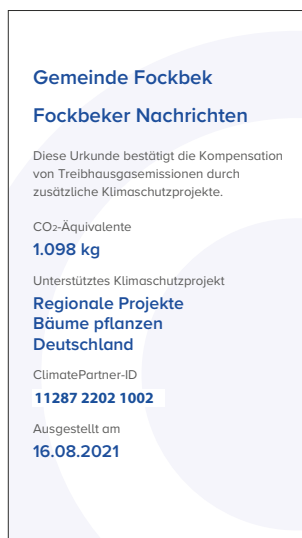 Gemeinde Fockbek
Fockbeker Nachrichten
Diese Urkunde bestätigt die Kompensation
von Treibhausgasemissionen durch
zusätzliche Klimaschutzprojekte.
CO₂-Äquivalente
1.098 kg
Unterstütztes Klimaschutzprojekt
Regionale Projekte
Bäume pflanzen
Deutschland
ClimatePartner-ID
11287 2202 1002
Ausgestellt am
16.08.2021